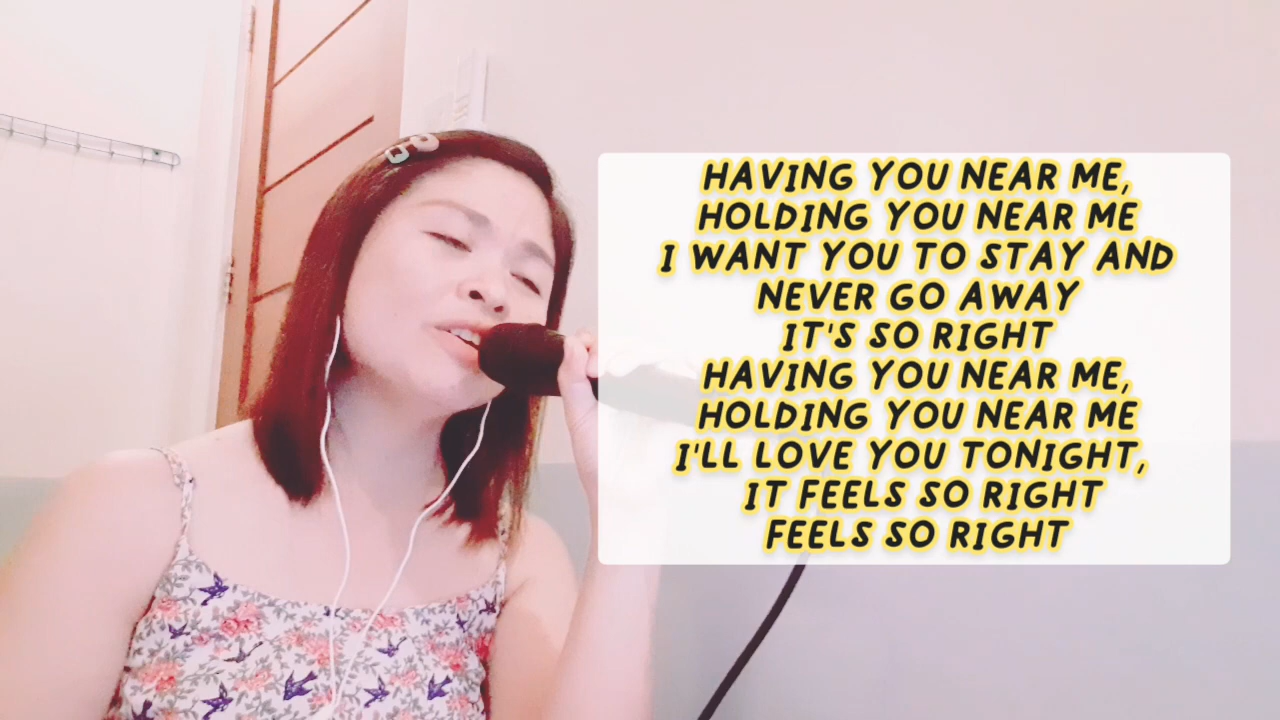 HAVING YOU NEAR ME,
HOLDING YOU NEAR ME
I WANT YOU TO STAY AND
NEVER GO AWAY
IT'S SO RIGHT
HAVING YOU NEAR ME,
HOLDING YOU NEAR ME
I'LL LOVE YOU TONIGHT,
IT FEELS SO RIGHT
FEELS SO RIGHT